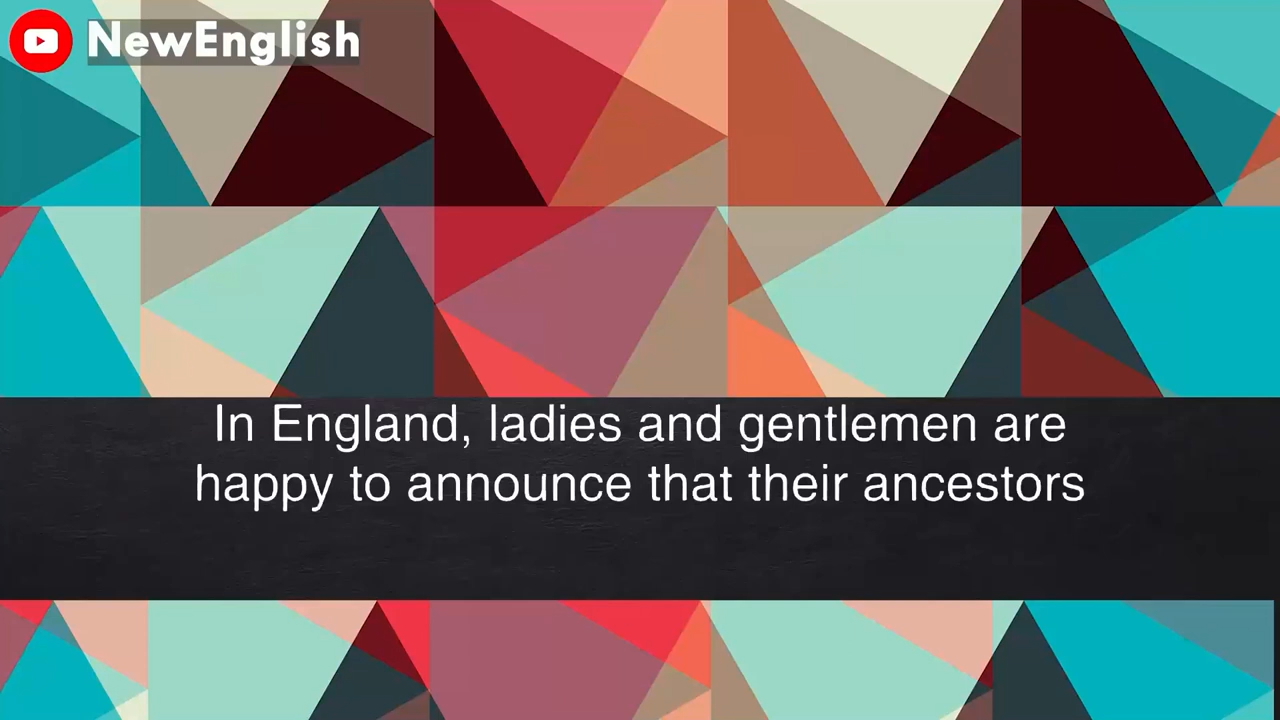 NewEnglish
In England, ladies and gentlemen are
happy to announce that their ancestors